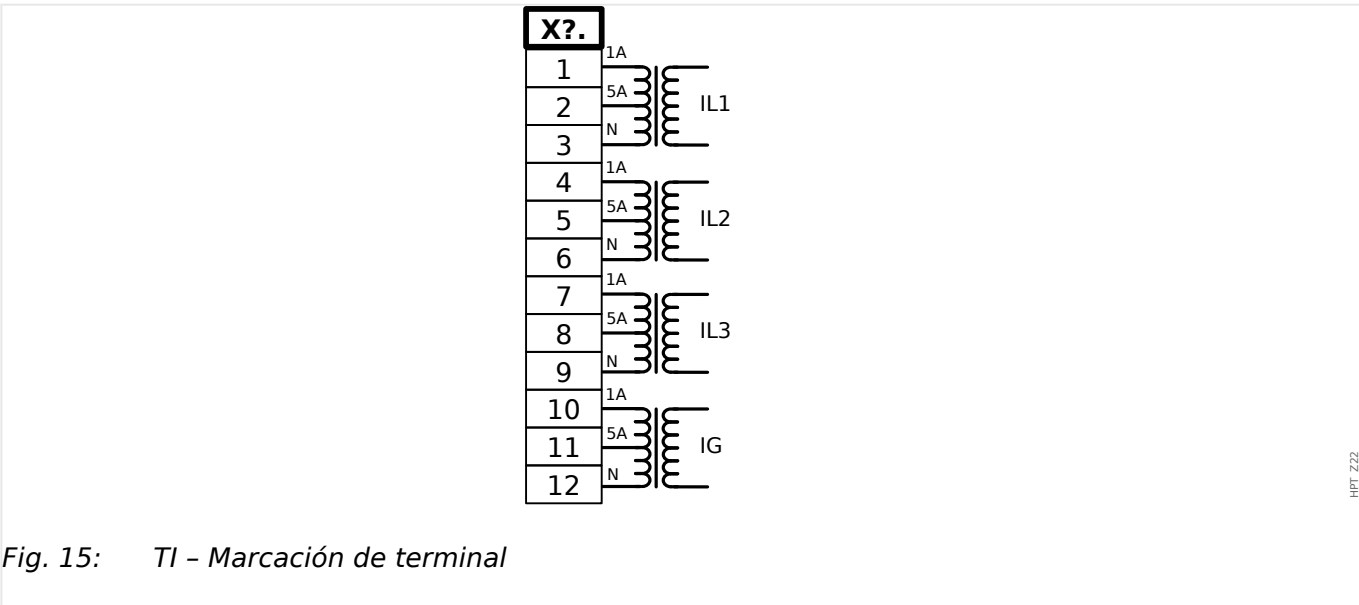 X?.
1A
1
5A
2
IL1
N
3
1A
4
5A
5
IL2
N
6
1A
7
5A
8
IL3
N
9
1A
10
5A
11
IG
N
12
HPT_Z22
Fig. 15: TI – Marcación de terminal